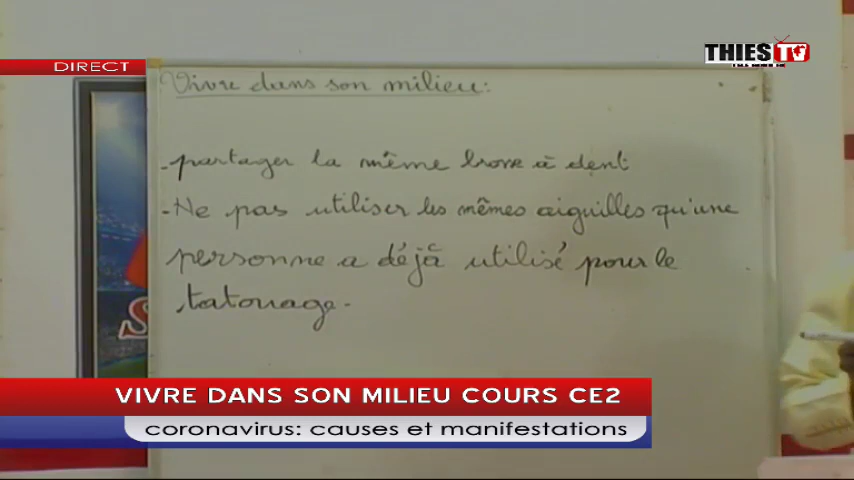 THIES TV
DIRECT
Vivre dans son milieu:
- partager la même à dent
- Ne pas utiliser les mêmes aiguilles qu'une
personne a déjà utilisé pour le
tatouage.
VIVRE DANS SON MILIEU COURS CE2
coronavirus: causes et manifestations